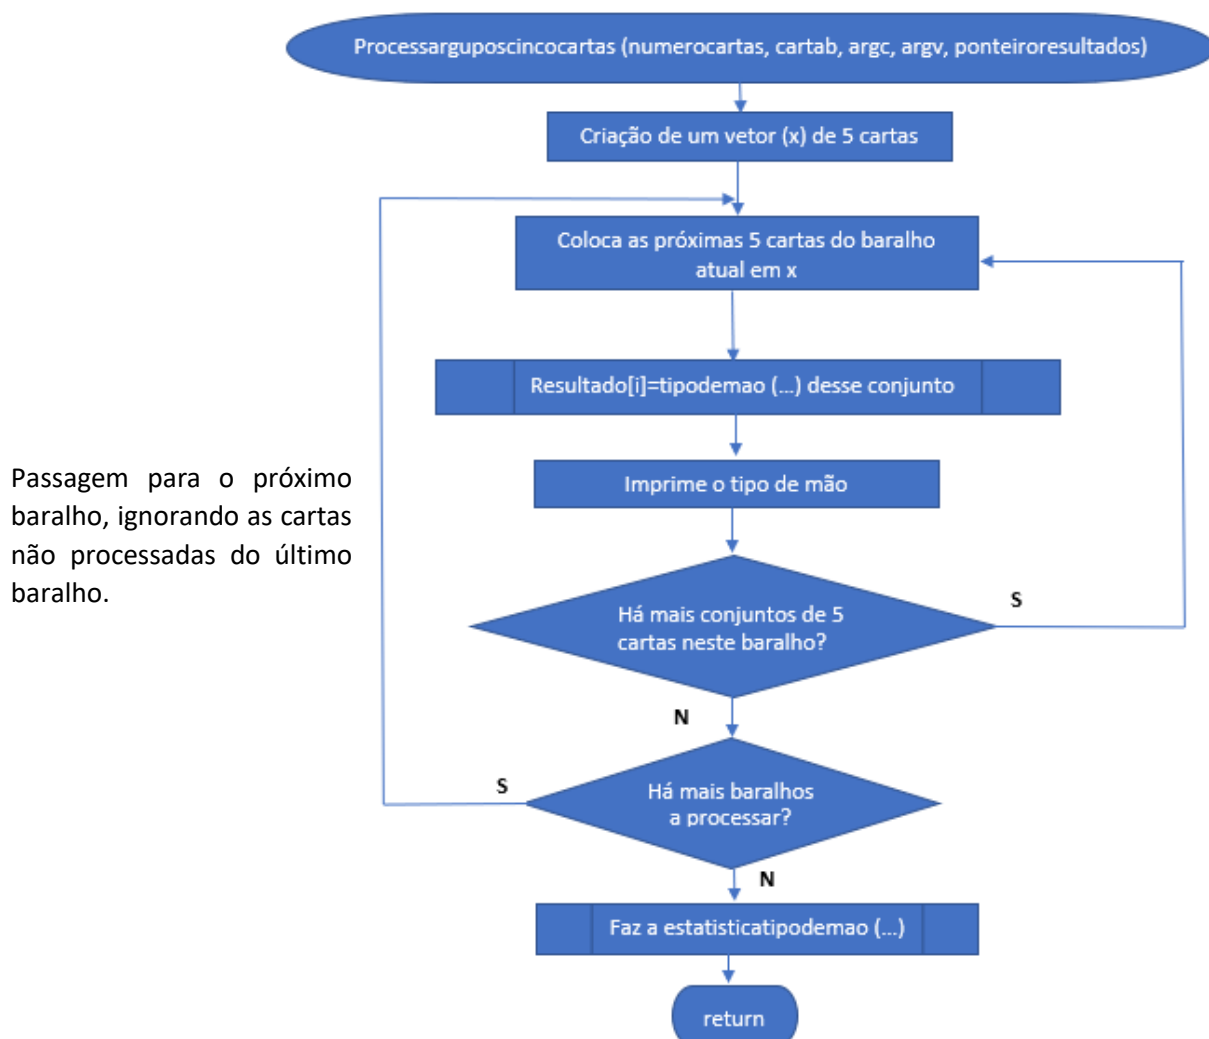 Processarguposcincocartas (numerocartas, cartab, argc, argv, ponteiroresultados)
Criação de um vetor (x) de 5 cartas
Coloca as próximas 5 cartas do baralho
atual em x
Resultado[i]=tipodemao (...) desse conjunto
Imprime o tipo de mão
Passagem para o próximo
baralho, ignorando as cartas
não processadas do último
baralho.
Há mais conjuntos de 5
cartas neste baralho?
S
N
Há mais baralhos
a processar?
S
N
Faz a estatisticatipodemao (...)
return